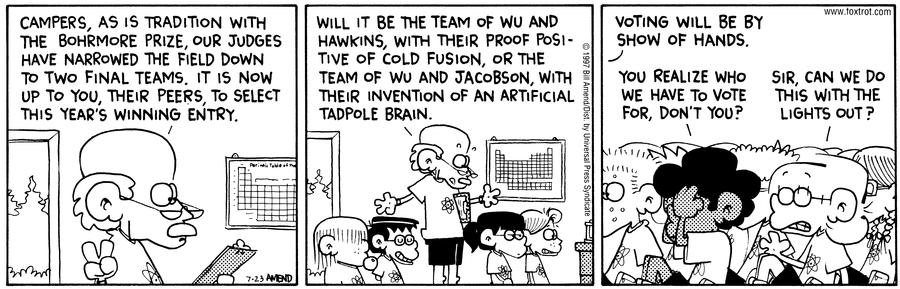 CAMPERS, AS IS TRADITION WITH
THE BOHRMORE PRIZE, OUR JUDGES
HAVE NARROWED THE FIELD DOWN
TO TWO FINAL TEAMS. IT IS NOW
UP TO YOU, THEIR PEERS, TO SELECT
THIS YEAR'S WINNING ENTRY.
Periodic Table of the
7-23 AMEND
WILL IT BE THE TEAM OF WU AND
HAWKINS, WITH THEIR PROOF POSI-
TIVE OF COLD FUSION, OR THE
TEAM OF WU AND JACOBSON, WITH
THEIR INVENTION OF AN ARTIFICIAL
TADPOLE BRAIN.
© 1997 Bill Amend/Dist. by Universal Press Syndicate
www.foxtrot.com
VOTING WILL BE BY
SHOW OF HANDS.
YOU REALIZE WHO
WE HAVE TO VOTE
FOR, DON'T YOU?
SIR, CAN WE DO
THIS WITH THE
LIGHTS OUT?